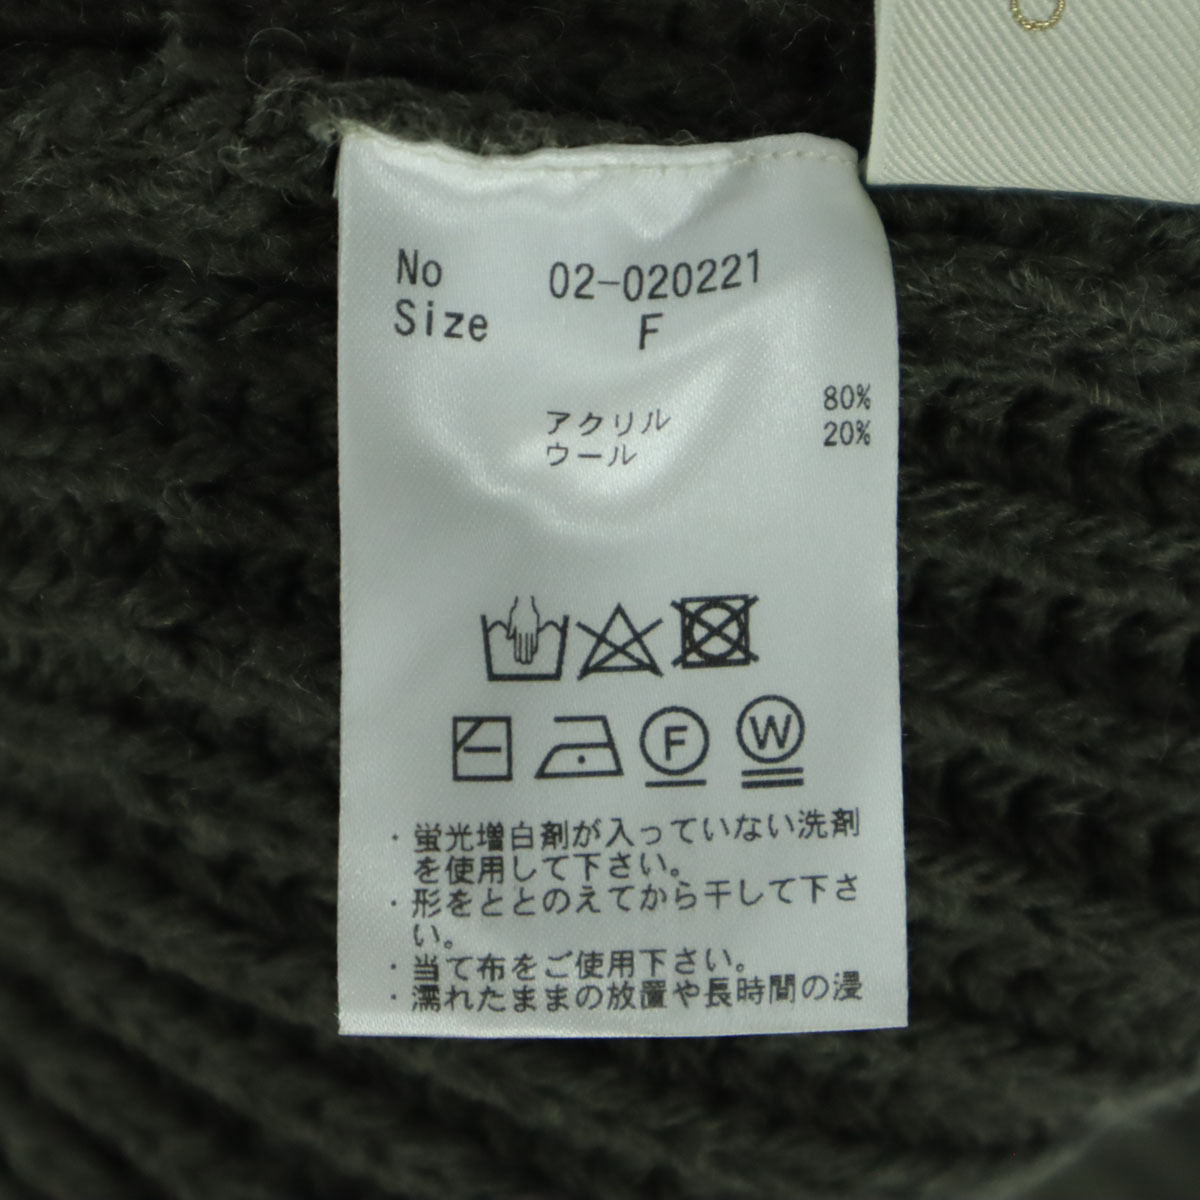 No 02-020221
Size F
アクリル 80%
ウール 20%
F W
・蛍光増白剤が入っていない洗剤
を使用して下さい。
・形をととのえてから干して下さ
い。
・当て布をご使用下さい。
・濡れたままの放置や長時間の浸